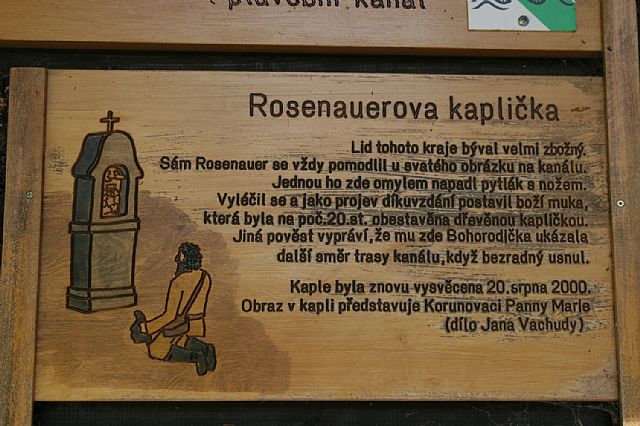 plavební kanál
Rosenauerova kaplička
Lid tohoto kraje býval velmi zbožný.
Sám Rosenauer se vždy pomodlil u svatého obrázku na kanálu.
Jednou ho zde omylem napadl pytlák s nožem.
Vyléčil se a jako projev díkuvzdání postavil boží muka,
která byla na poč.20.st. obestavěna dřevěnou kapličkou.
Jiná pověst vypráví,že mu zde Bohorodička ukázala
další směr trasy kanálu,když bezradný usnul.
Kaple byla znovu vysvěcena 20.srpna 2000.
Obraz v kapli představuje Korunovaci Panny Marie
(dílo Jana Vachudy)